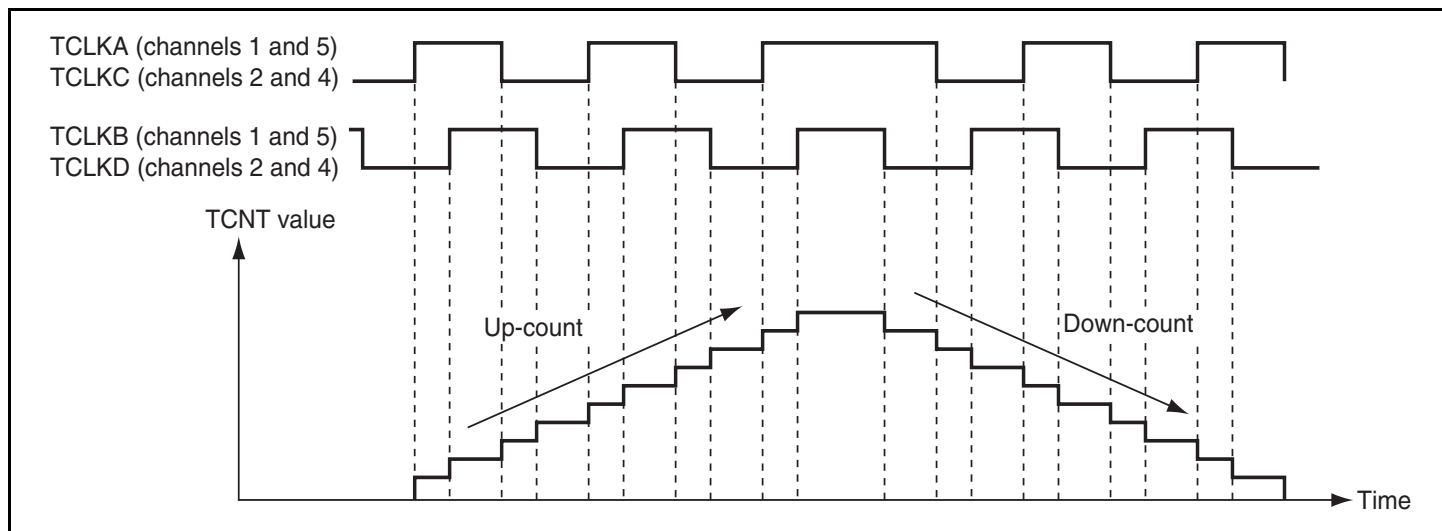 TCLKA (channels 1 and 5)
TCLKC (channels 2 and 4)
TCLKB (channels 1 and 5)
TCLKD (channels 2 and 4)
TCNT value
Up-count
Down-count
Time